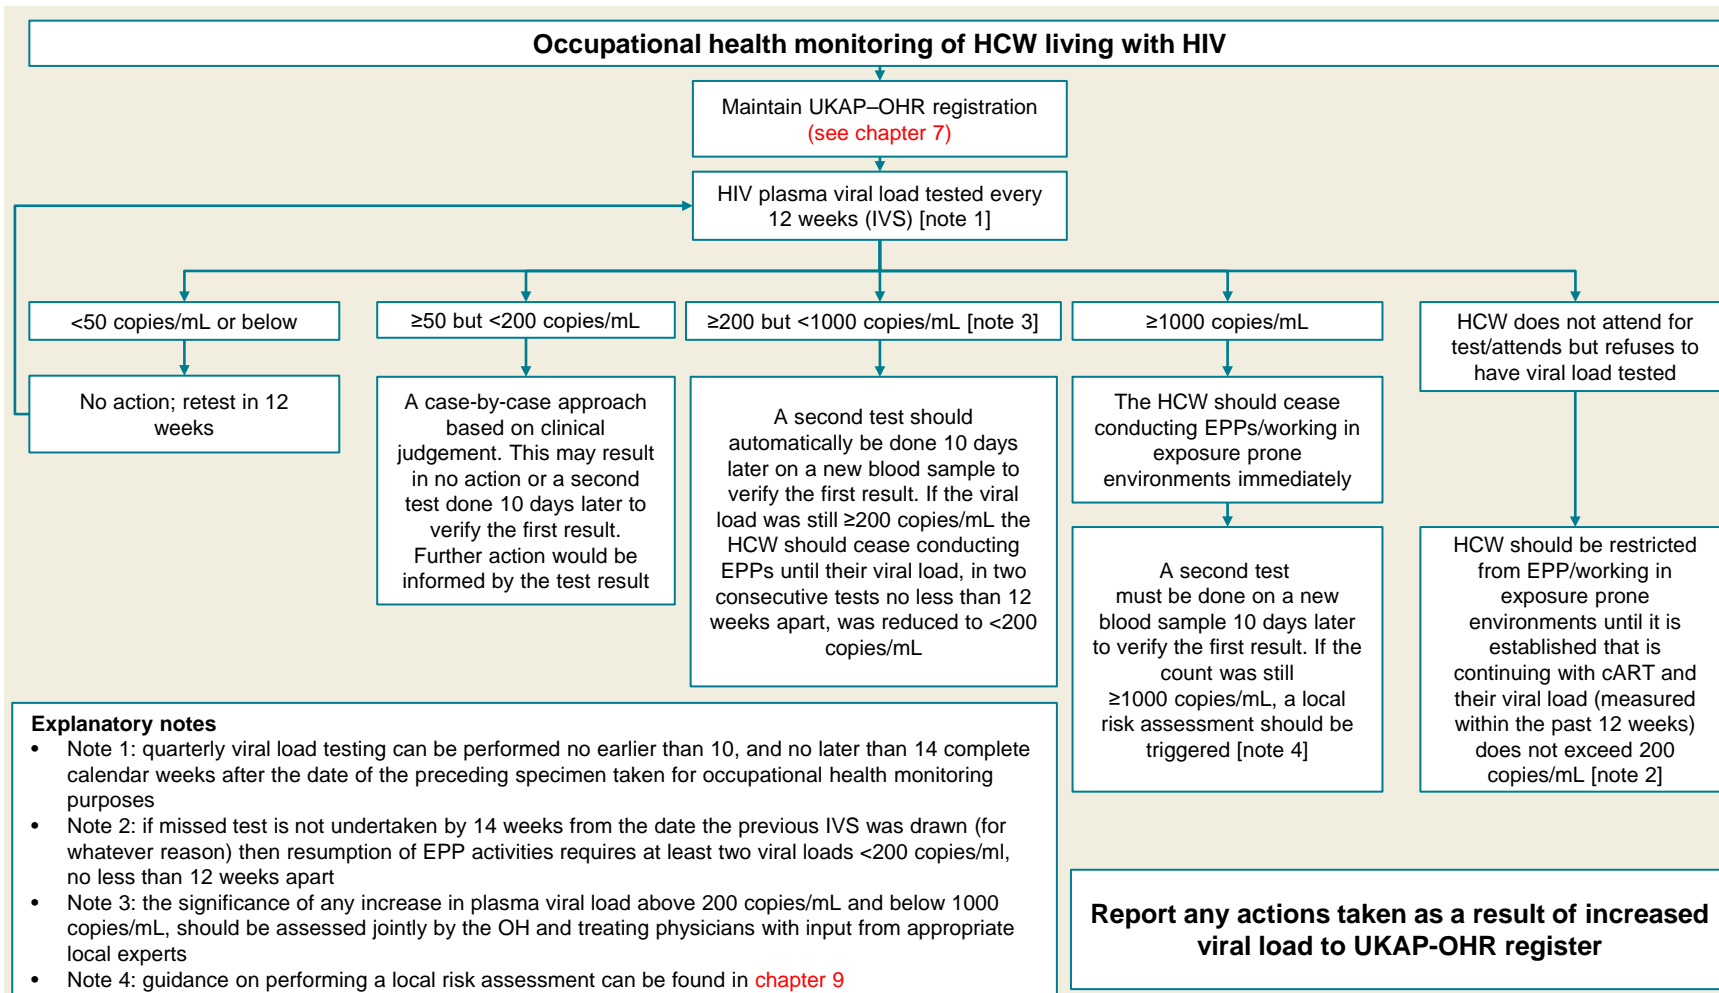 Occupational health monitoring of HCW living with HIV
Maintain UKAP–OHR registration
(see chapter 7)
HIV plasma viral load tested every
12 weeks (IVS) [note 1]
<50 copies/mL or below
≥50 but <200 copies/mL
≥200 but <1000 copies/mL [note 3]
≥1000 copies/mL
HCW does not attend for
test/attends but refuses to
have viral load tested
No action; retest in 12
weeks
A case-by-case approach
based on clinical
judgement. This may result
in no action or a second
test done 10 days later to
verify the first result.
Further action would be
informed by the test result
A second test should
automatically be done 10 days
later on a new blood sample to
verify the first result. If the viral
load was still ≥200 copies/mL the
HCW should cease conducting
EPPs until their viral load, in two
consecutive tests no less than 12
weeks apart, was reduced to <200
copies/mL
The HCW should cease
conducting EPPs/working in
exposure prone
environments immediately
A second test
must be done on a new
blood sample 10 days later
to verify the first result. If the
count was still
≥1000 copies/mL, a local
risk assessment should be
triggered [note 4]
HCW should be restricted
from EPP/working in
exposure prone
environments until it is
established that is
continuing with cART and
their viral load (measured
within the past 12 weeks)
does not exceed 200
copies/mL [note 2]
Explanatory notes
• Note 1: quarterly viral load testing can be performed no earlier than 10, and no later than 14 complete
calendar weeks after the date of the preceding specimen taken for occupational health monitoring
purposes
• Note 2: if missed test is not undertaken by 14 weeks from the date the previous IVS was drawn (for
whatever reason) then resumption of EPP activities requires at least two viral loads <200 copies/ml,
no less than 12 weeks apart
• Note 3: the significance of any increase in plasma viral load above 200 copies/mL and below 1000
copies/mL, should be assessed jointly by the OH and treating physicians with input from appropriate
local experts
• Note 4: guidance on performing a local risk assessment can be found in chapter 9
Report any actions taken as a result of increased
viral load to UKAP-OHR register